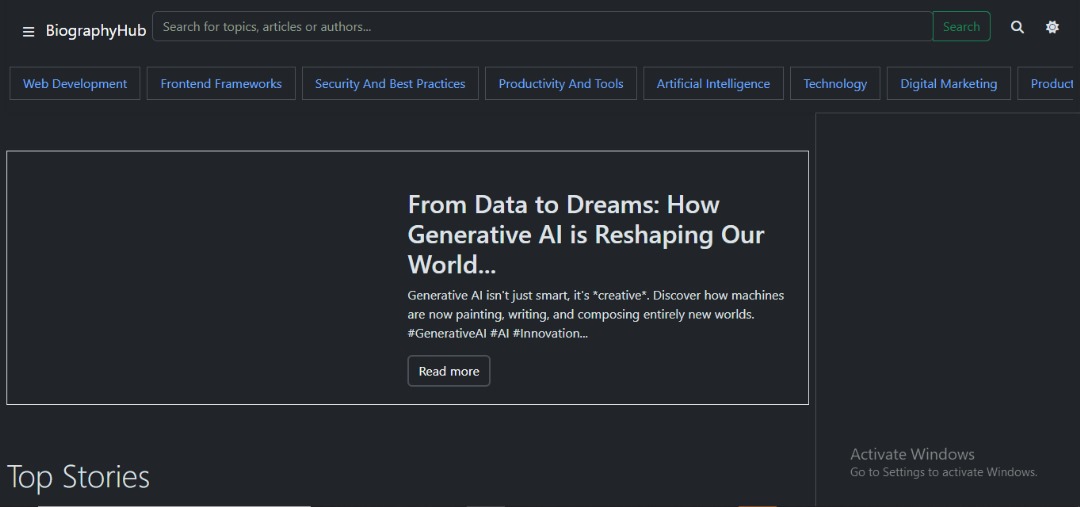 BiographyHub
Search for topics, articles or authors...
Search
Web Development
Frontend Frameworks
Security And Best Practices
Productivity And Tools
Artificial Intelligence
Technology
Digital Marketing
Product
From Data to Dreams: How
Generative AI is Reshaping Our
World...
Generative AI isn't just smart, it's *creative*. Discover how machines
are now painting, writing, and composing entirely new worlds.
#GenerativeAI #AI #Innovation...
Read more
Activate Windows
Go to Settings to activate Windows.
Top Stories